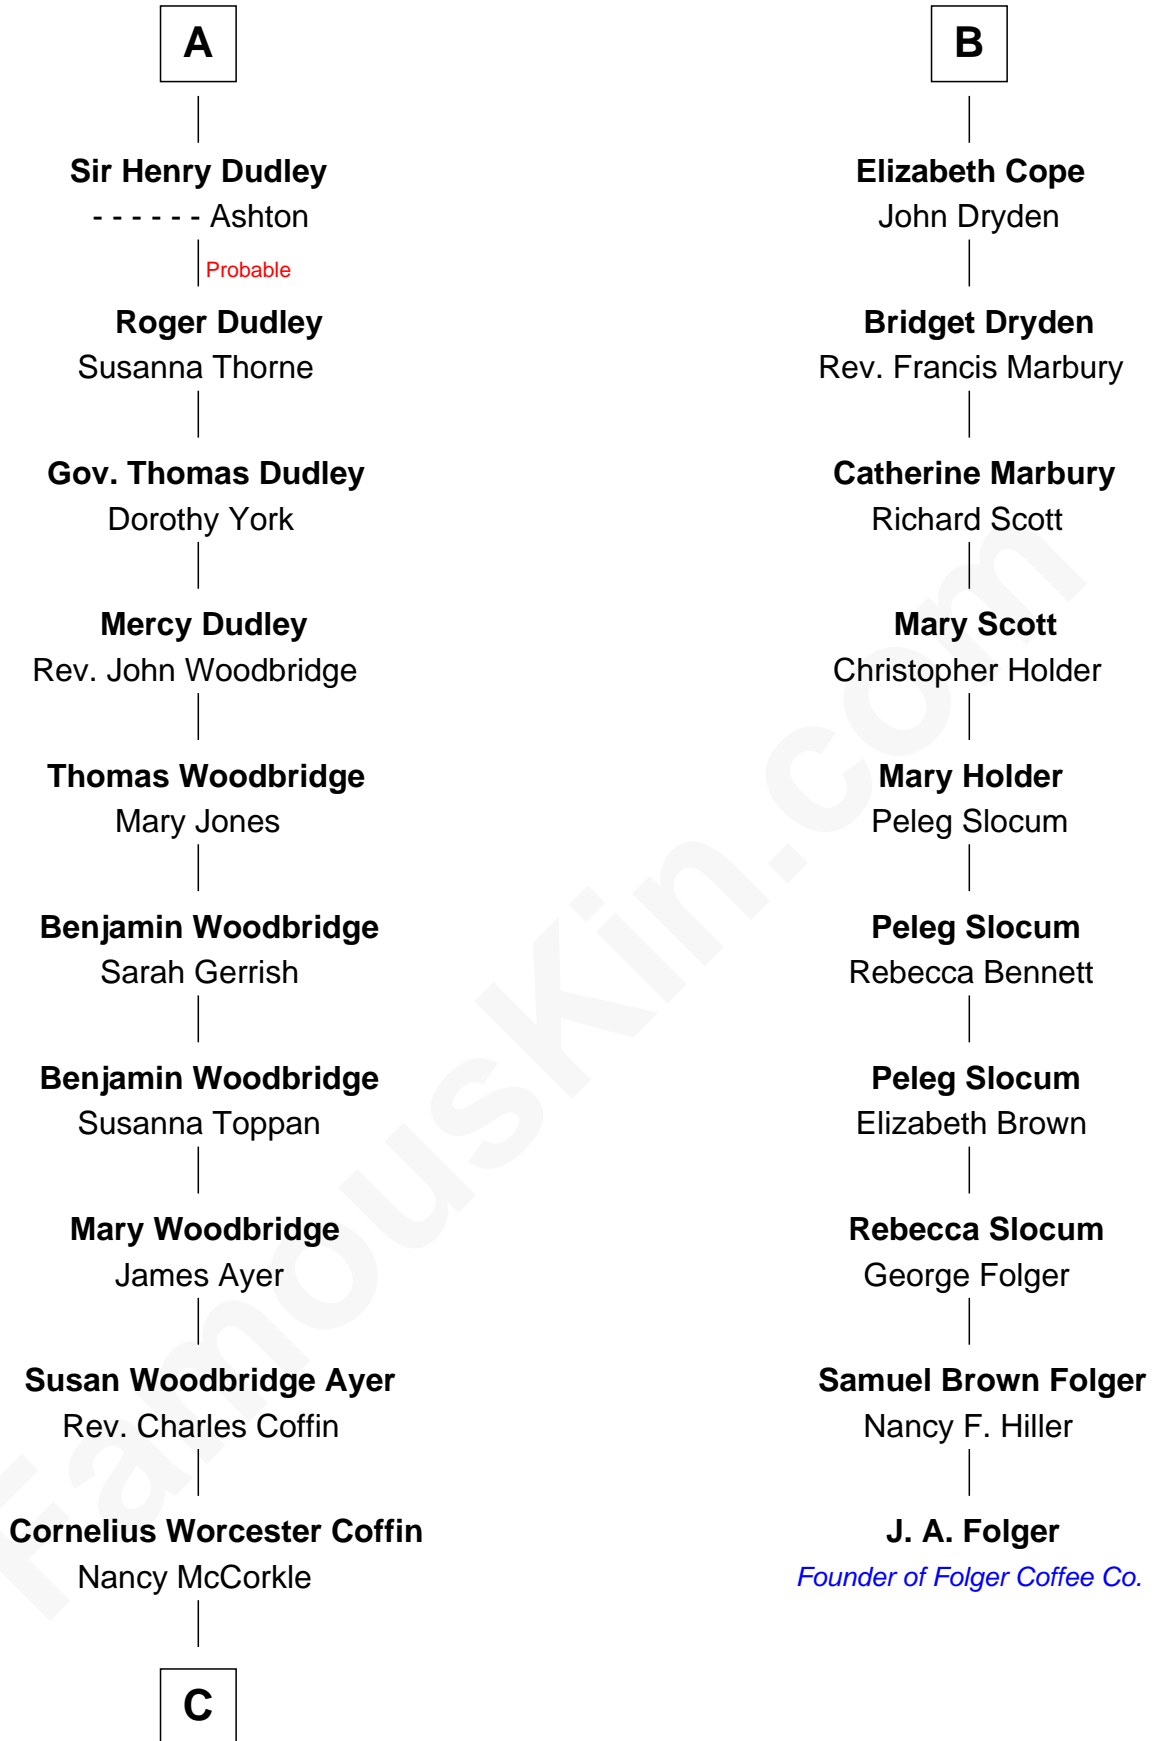 A
Sir Henry Dudley
- - - - - - Ashton
Probable
Roger Dudley
Susanna Thorne
Gov. Thomas Dudley
Dorothy York
Mercy Dudley
Rev. John Woodbridge
Thomas Woodbridge
Mary Jones
Benjamin Woodbridge
Sarah Gerrish
Benjamin Woodbridge
Susanna Toppan
Mary Woodbridge
James Ayer
Susan Woodbridge Ayer
Rev. Charles Coffin
Cornelius Worcester Coffin
Nancy McCorkle
C
B
Elizabeth Cope
John Dryden
Bridget Dryden
Rev. Francis Marbury
Catherine Marbury
Richard Scott
Mary Scott
Christopher Holder
Mary Holder
Peleg Slocum
Peleg Slocum
Rebecca Bennett
Peleg Slocum
Elizabeth Brown
Rebecca Slocum
George Folger
Samuel Brown Folger
Nancy F. Hiller
J. A. Folger
Founder of Folger Coffee Co.
FamousKin.com